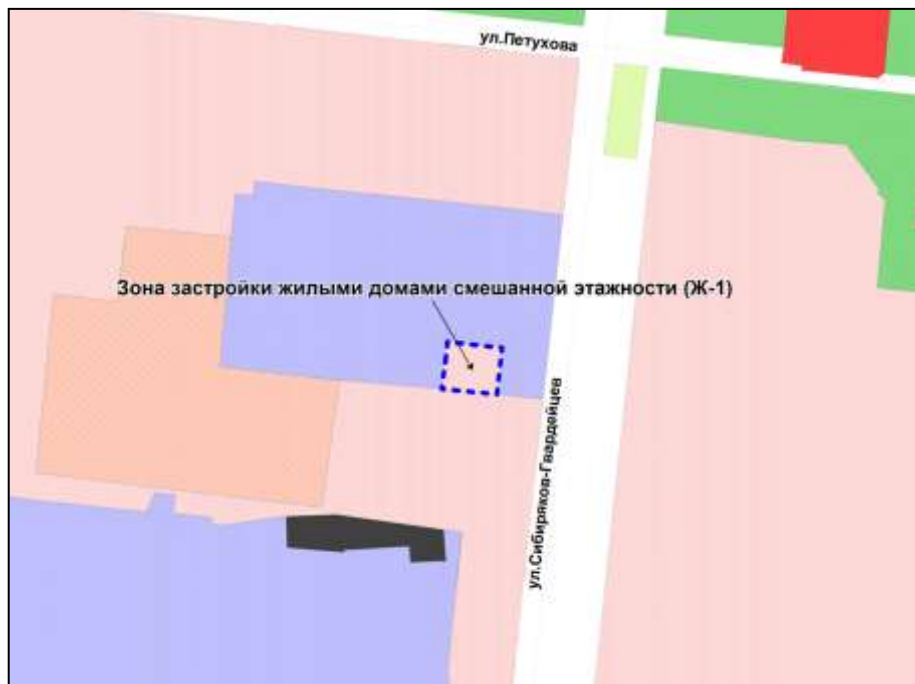 ул.Петухова
Зона застройки жилыми домами смешанной этажности (Ж-1)
ул.Сибиряков-Гвардейцев